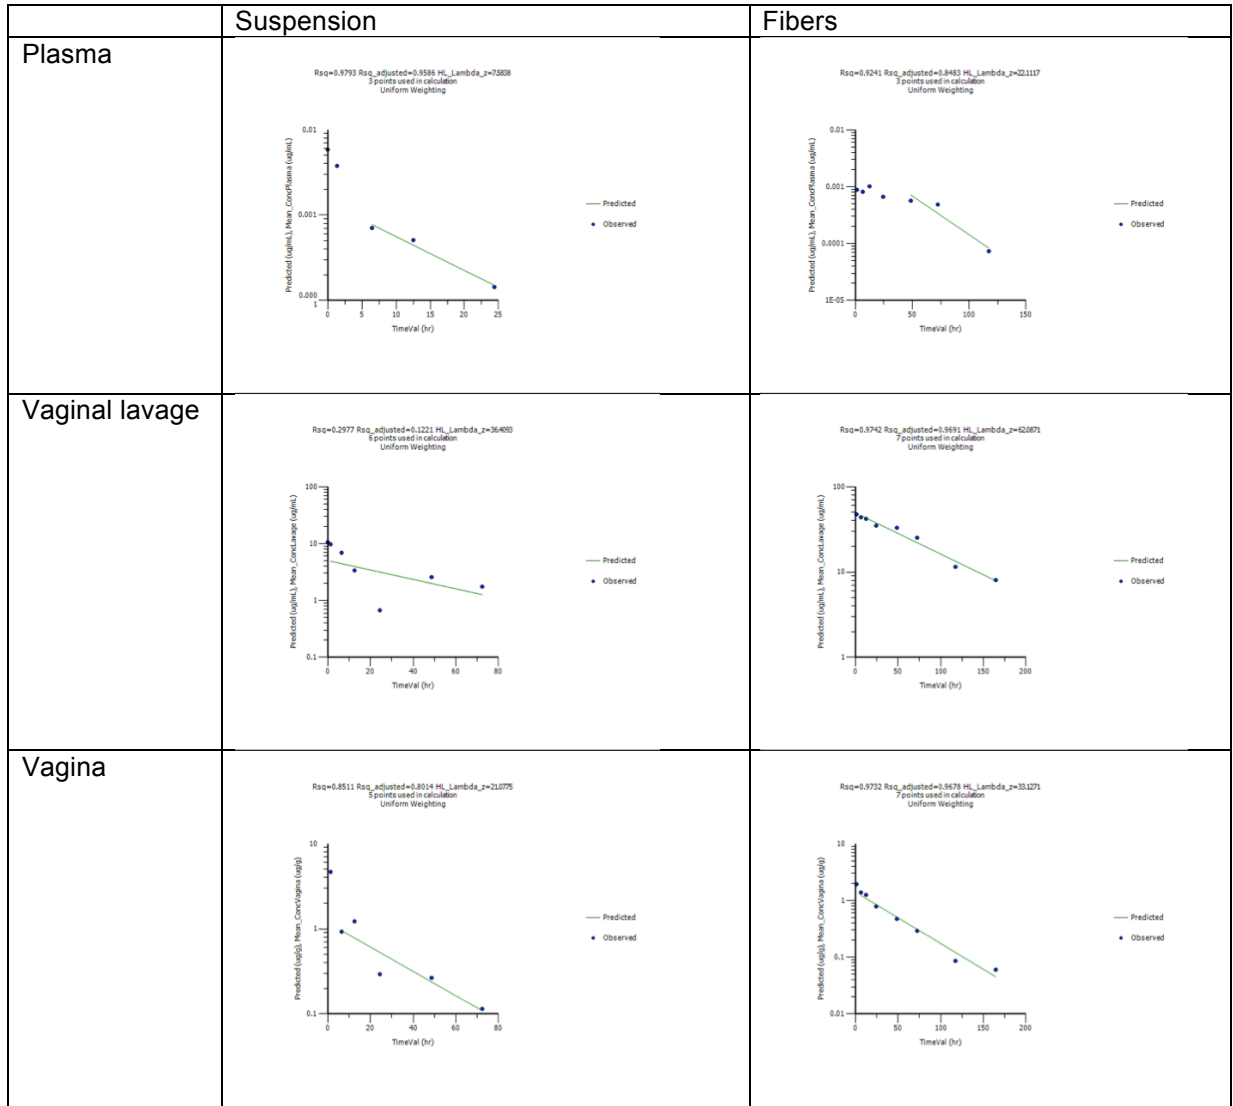 Suspension
Fibers
Plasma
Rsq=0.9793 Rsq_adjusted=0.9586 HL_Lambda_z=7.5838
3 points used in calculation
Uniform Weighting
Predicted (ug/mL), Mean_ConcPlasma (ug/mL)
0.01
0.001
0.000
1
0
5
10
15
20
25
TimeVal (hr)
Predicted
Observed
Rsq=0.9241 Rsq_adjusted=0.8483 HL_Lambda_z=22.1117
3 points used in calculation
Uniform Weighting
Predicted (ug/mL), Mean_ConcPlasma (ug/mL)
0.01
0.001
0.0001
1E-05
0
50
100
150
TimeVal (hr)
Predicted
Observed
Vaginal lavage
Rsq=0.2977 Rsq_adjusted=0.1221 HL_Lambda_z=36.4093
6 points used in calculation
Uniform Weighting
Predicted (ug/mL), Mean_ConcLavage (ug/mL)
100
10
1
0.1
0
20
40
60
80
TimeVal (hr)
Predicted
Observed
Rsq=0.9742 Rsq_adjusted=0.9691 HL_Lambda_z=62.0871
7 points used in calculation
Uniform Weighting
Predicted (ug/mL), Mean_ConcLavage (ug/mL)
100
10
1
0
50
100
150
200
TimeVal (hr)
Predicted
Observed
Vagina
Rsq=0.8511 Rsq_adjusted=0.8014 HL_Lambda_z=21.0775
5 points used in calculation
Uniform Weighting
Predicted (ug/g), Mean_ConcVagina (ug/g)
10
1
0.1
0
20
40
60
80
TimeVal (hr)
Predicted
Observed
Rsq=0.9732 Rsq_adjusted=0.9678 HL_Lambda_z=33.1271
7 points used in calculation
Uniform Weighting
Predicted (ug/g), Mean_ConcVagina (ug/g)
10
1
0.1
0.01
0
50
100
150
200
TimeVal (hr)
Predicted
Observed